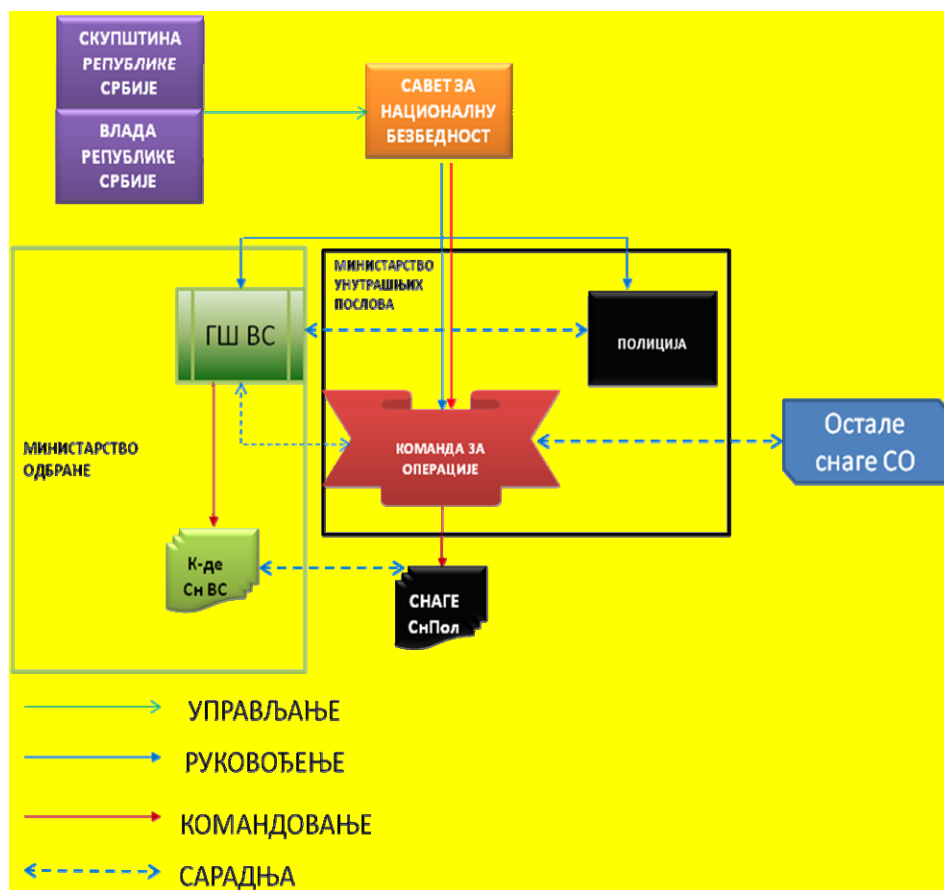 СКУПШТИНА
РЕПУБЛИКЕ
СРБИЈЕ
ВЛАДА
РЕПУБЛИКЕ
СРБИЈЕ
САВЕТ ЗА
НАЦИОНАЛНУ
БЕЗБЕДНОСТ
МИНИСТАРСТВО
УНУТРАШЊИХ
ПОСЛОВА
ГШ ВС
ПОЛИЦИЈА
МИНИСТАРСТВО
ОДБРАНЕ
КОМАНДА ЗА
ОПЕРАЦИЈЕ
Остале
снаге СО
К-де
Сн ВС
СНАГЕ
СнПол
УПРАВЉАЊЕ
РУКОВОЂЕЊЕ
КОМАНДОВАЊЕ
САРАДЊА